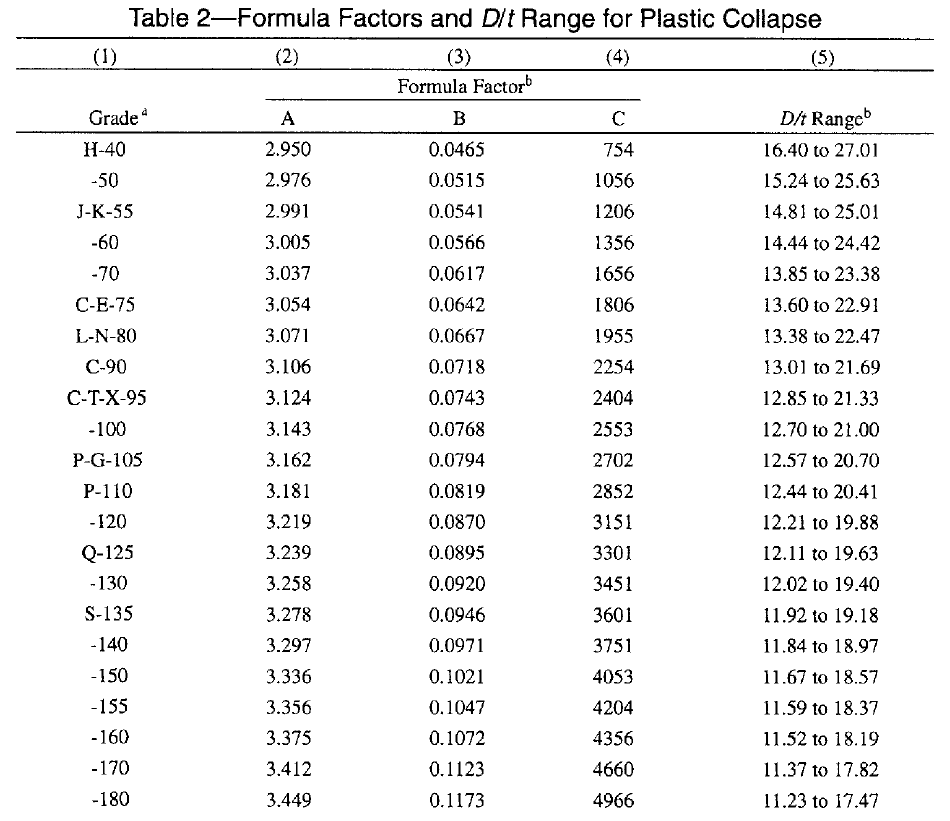 Table 2—Formula Factors and D/t Range for Plastic Collapse
(1) (2) (3) (4) (5)
Formula Factorᵇ
Gradeᵃ A B C D/t Rangeᵇ
H-40 2.950 0.0465 754 16.40 to 27.01
-50 2.976 0.0515 1056 15.24 to 25.63
J-K-55 2.991 0.0541 1206 14.81 to 25.01
-60 3.005 0.0566 1356 14.44 to 24.42
-70 3.037 0.0617 1656 13.85 to 23.38
C-E-75 3.054 0.0642 1806 13.60 to 22.91
L-N-80 3.071 0.0667 1955 13.38 to 22.47
C-90 3.106 0.0718 2254 13.01 to 21.69
C-T-X-95 3.124 0.0743 2404 12.85 to 21.33
-100 3.143 0.0768 2553 12.70 to 21.00
P-G-105 3.162 0.0794 2702 12.57 to 20.70
P-110 3.181 0.0819 2852 12.44 to 20.41
-120 3.219 0.0870 3151 12.21 to 19.88
Q-125 3.239 0.0895 3301 12.11 to 19.63
-130 3.258 0.0920 3451 12.02 to 19.40
S-135 3.278 0.0946 3601 11.92 to 19.18
-140 3.297 0.0971 3751 11.84 to 18.97
-150 3.336 0.1021 4053 11.67 to 18.57
-155 3.356 0.1047 4204 11.59 to 18.37
-160 3.375 0.1072 4356 11.52 to 18.19
-170 3.412 0.1123 4660 11.37 to 17.82
-180 3.449 0.1173 4966 11.23 to 17.47